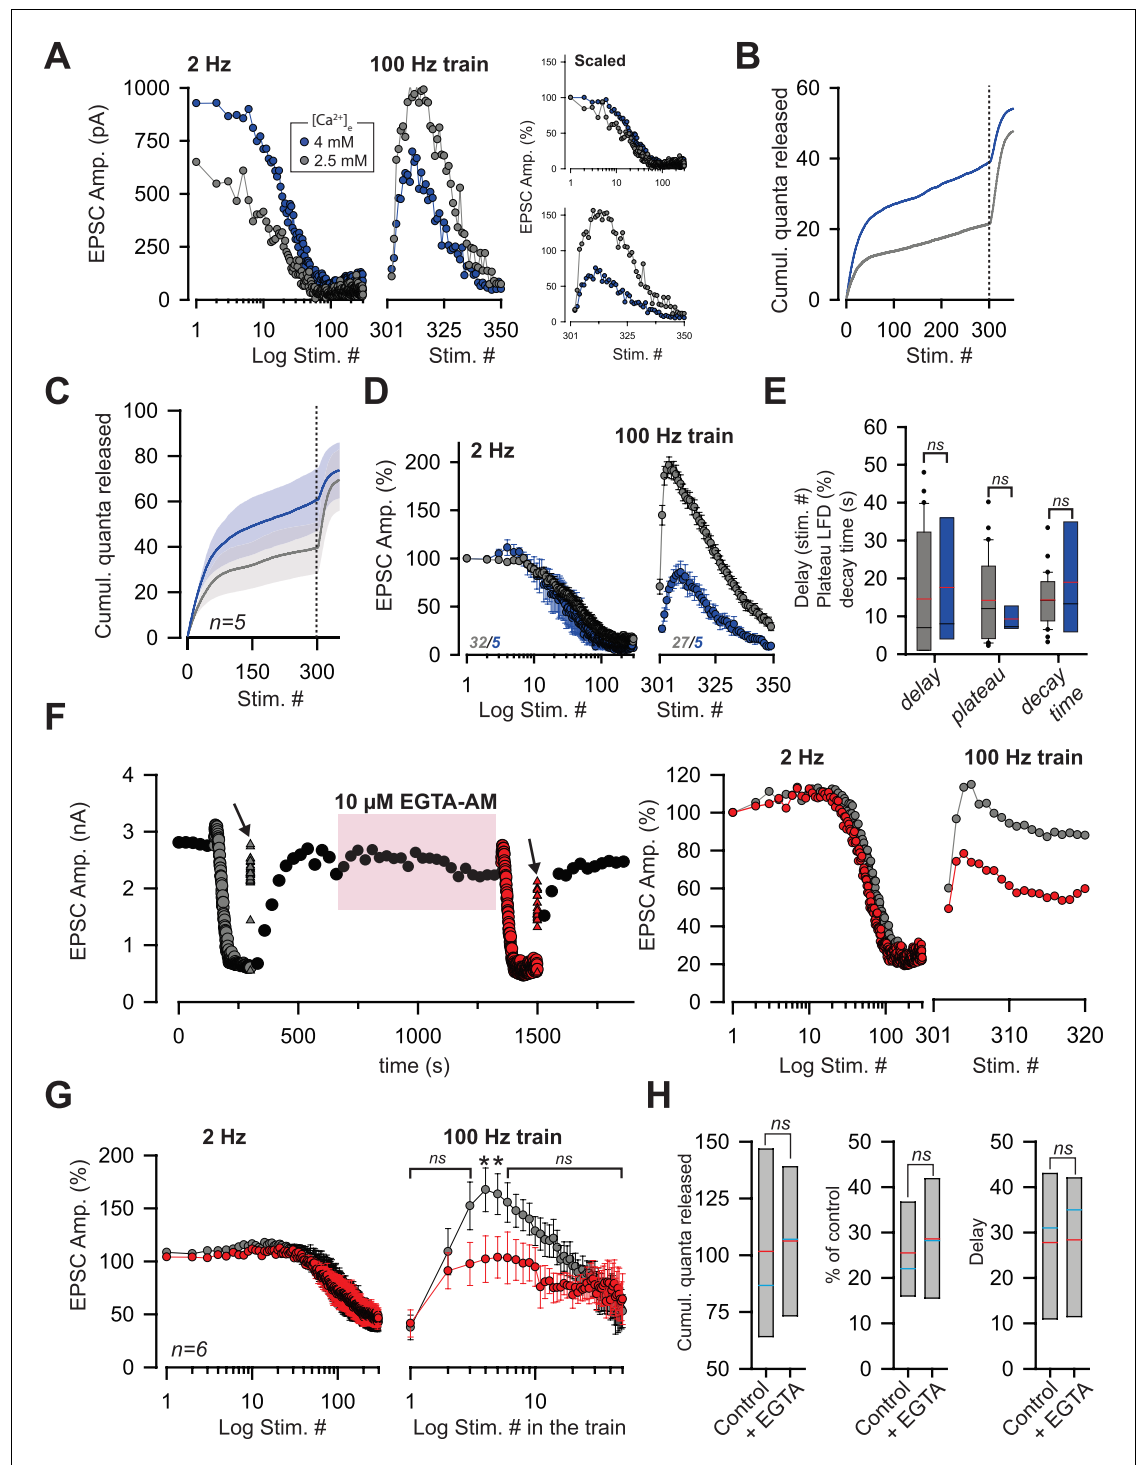 A
2 Hz
100 Hz train
EPSC Amp. (pA)
1000
750
500
250
0
[Ca²⁺]e
4 mM
2.5 mM
1 10 100
Log Stim. #
301 325 350
Stim. #
Scaled
EPSC Amp. (%)
150
100
50
0
1 10 100
150
100
50
0
301 325 350
Stim. #
B
Cumul. quanta released
60
40
20
0
0 100 200 300
Stim. #
C
Cumul. quanta released
100
80
60
40
20
0
n=5
0 150 300
Stim. #
D
2 Hz
100 Hz train
EPSC Amp. (%)
200
150
100
50
0
32/5
27/5
1 10 100
Log Stim. #
301 325 350
Stim. #
E
Delay (stim. #)
Plateau LFD (%)
decay time (s)
60
50
40
30
20
10
0
ns
ns
ns
delay
plateau
decay time
F
EPSC Amp. (nA)
4
3
2
1
0
10 µM EGTA-AM
0 500 1000 1500
time (s)
2 Hz
100 Hz train
EPSC Amp. (%)
120
100
80
60
40
20
0
1 10 100
Log Stim. #
301 310 320
Stim. #
G
2 Hz
100 Hz train
EPSC Amp. (%)
200
150
100
50
0
n=6
ns
**
ns
1 10 100
Log Stim. #
1 10
Log Stim. # in the train
H
Cumul. quanta released
150
125
100
75
50
ns
Control
+ EGTA
% of control
50
40
30
20
10
0
ns
Control
+ EGTA
Delay
50
40
30
20
10
0
ns
Control
+ EGTA